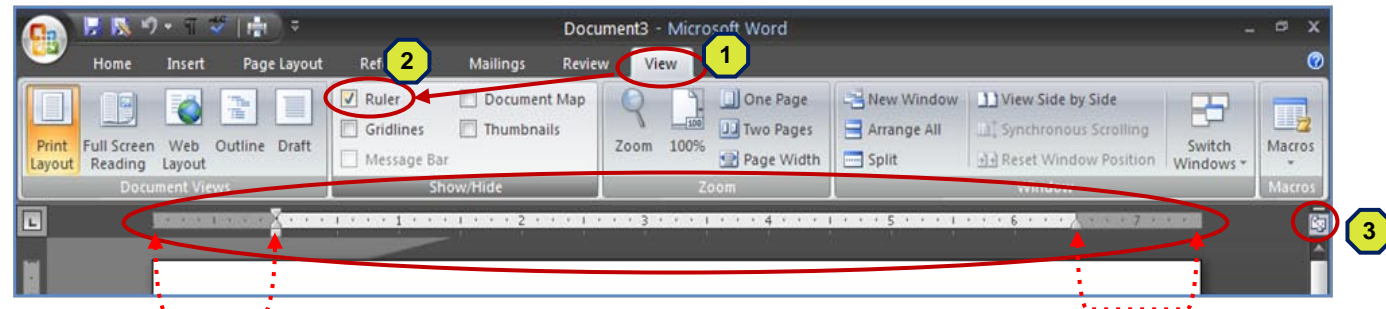 Document3 - Microsoft Word
Home Insert Page Layout Ref 2 Mailings Review View 1
Ruler Document Map One Page New Window View Side by Side
Gridlines Thumbnails Two Pages Arrange All Synchronous Scrolling
Message Bar Page Width Split Reset Window Position
Print Layout Full Screen Reading Web Layout Outline Draft Zoom 100% Switch Windows Macros
100
Document Views Show/Hide Zoom Window Macros
L 1 1 2 3 4 5 6 7 3